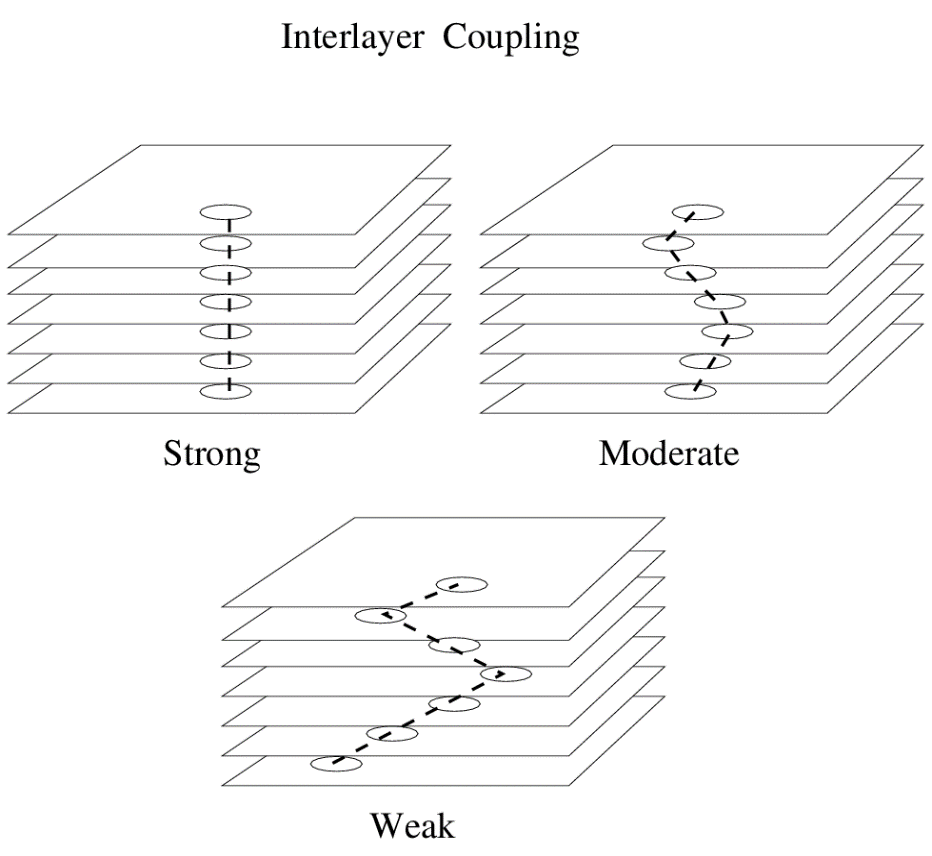 Interlayer Coupling
Strong
Moderate
Weak